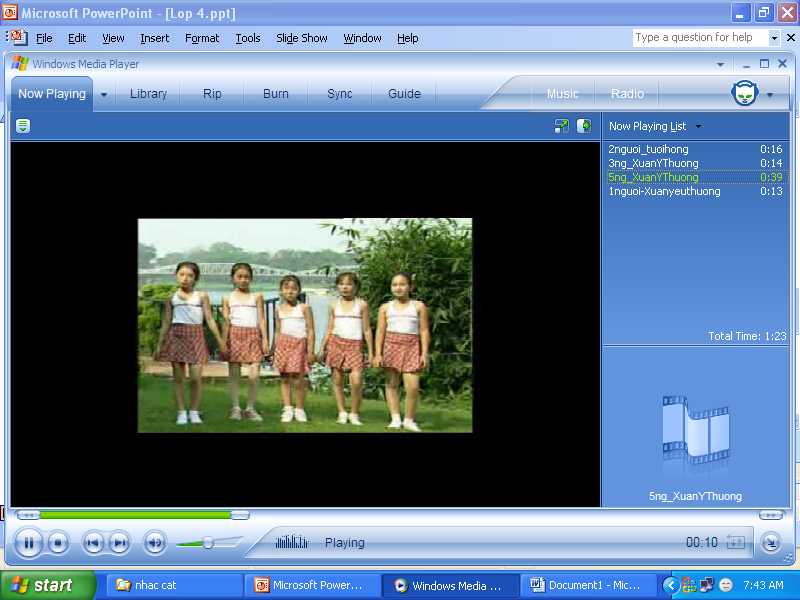 Microsoft PowerPoint - [Lop 4.ppt]
File Edit View Insert Format Tools Slide Show Window Help
Type a question for help
Windows Media Player
Now Playing Library Rip Burn Sync Guide Music Radio
Now Playing List
2nguoi_tuoihong 0:16
3ng_XuanYThuong 0:14
5ng_XuanYThuong 0:39
1nguoi-Xuanyeuthuong 0:13
Total Time: 1:23
5ng_XuanYThuong
Playing 00:10
start nhac cat Microsoft Power... Windows Media ... Document1 - Mic... 7:43 AM